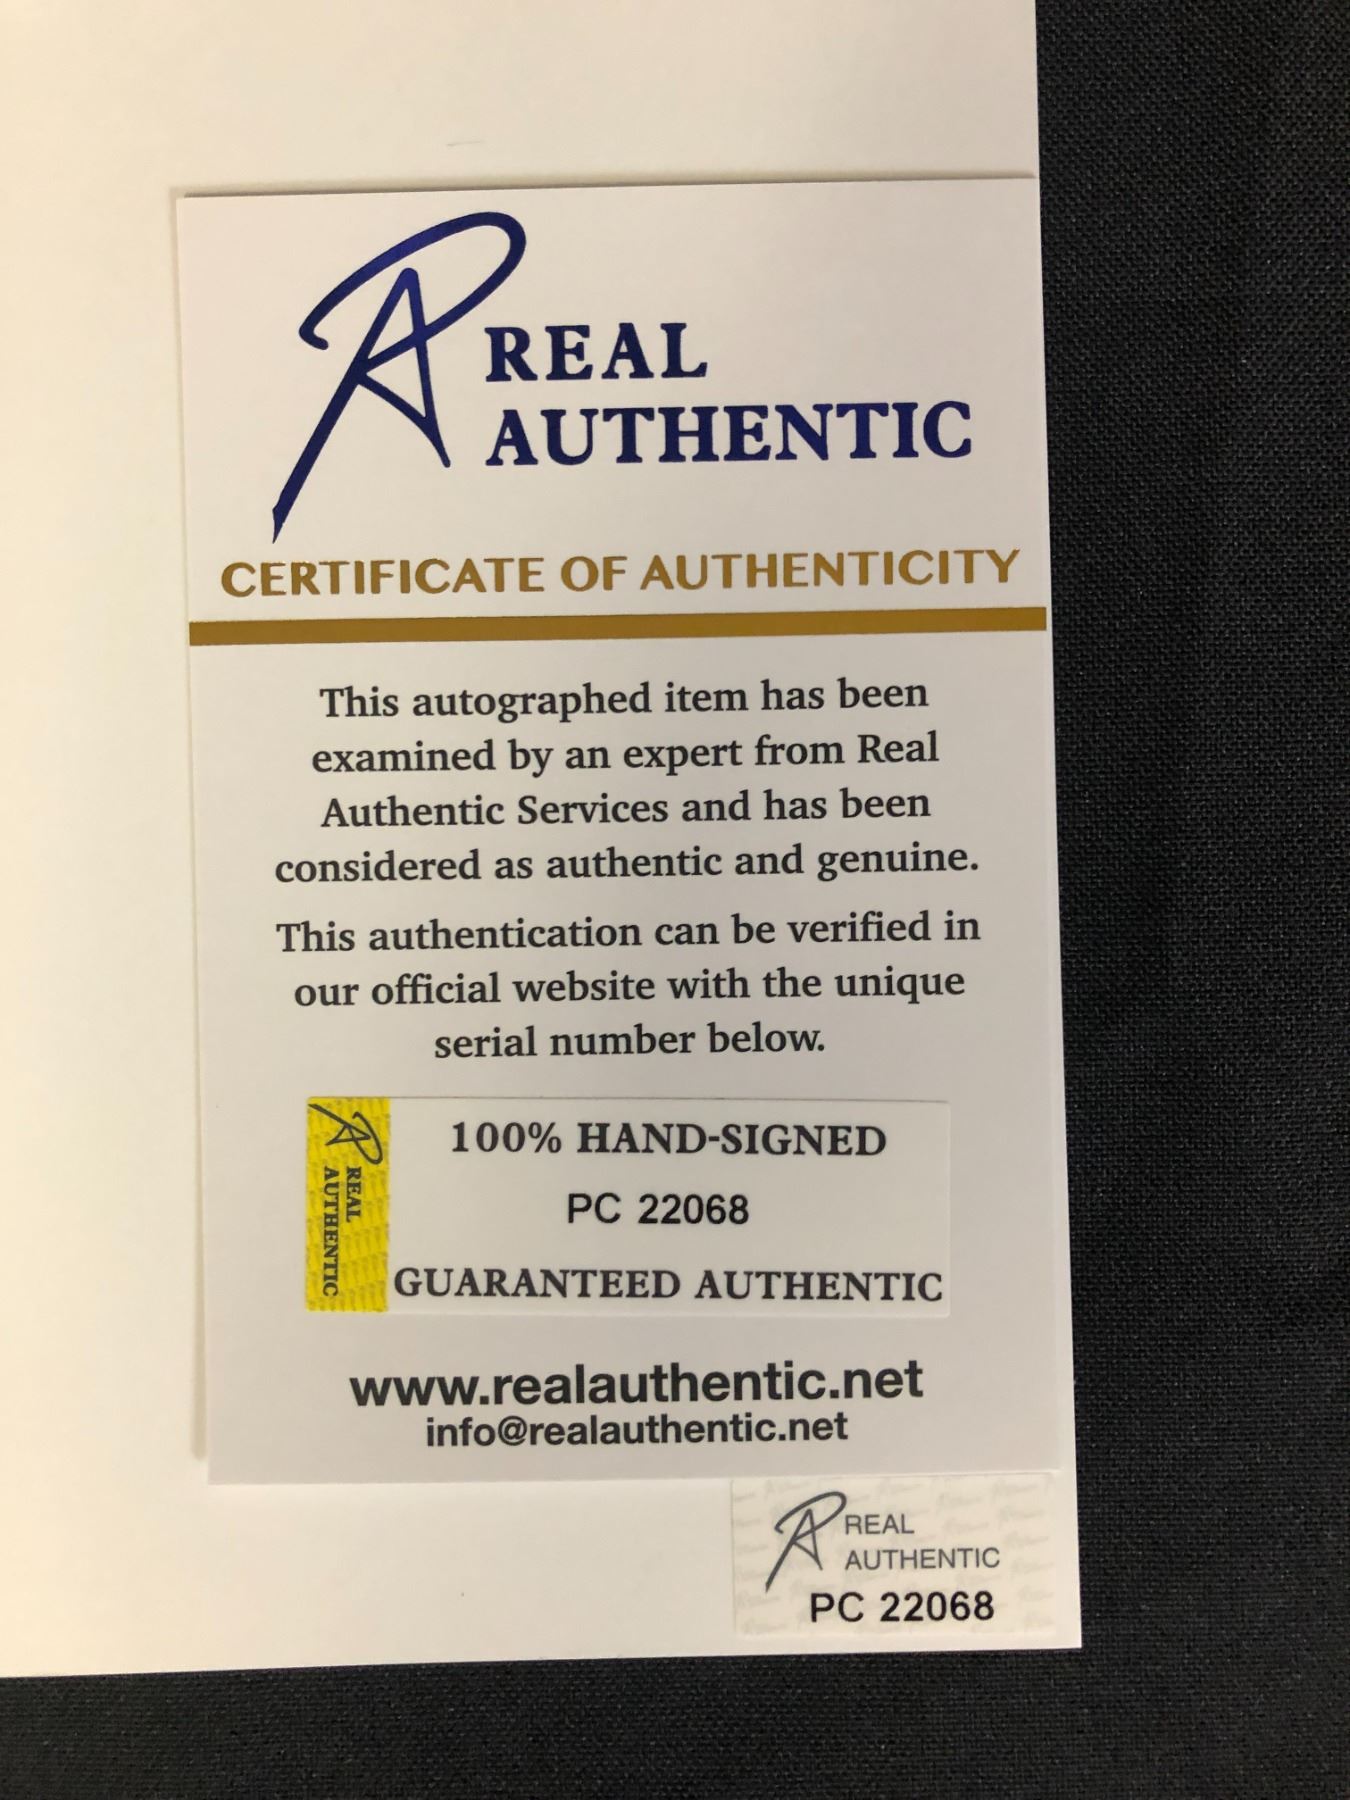 REAL
AUTHENTIC
CERTIFICATE OF AUTHENTICITY
This autographed item has been
examined by an expert from Real
Authentic Services and has been
considered as authentic and genuine.
This authentication can be verified in
our official website with the unique
serial number below.
REAL
AUTHENTIC
100% HAND-SIGNED
PC 22068
GUARANTEED AUTHENTIC
www.realauthentic.net
info@realauthentic.net
REAL
AUTHENTIC
PC 22068